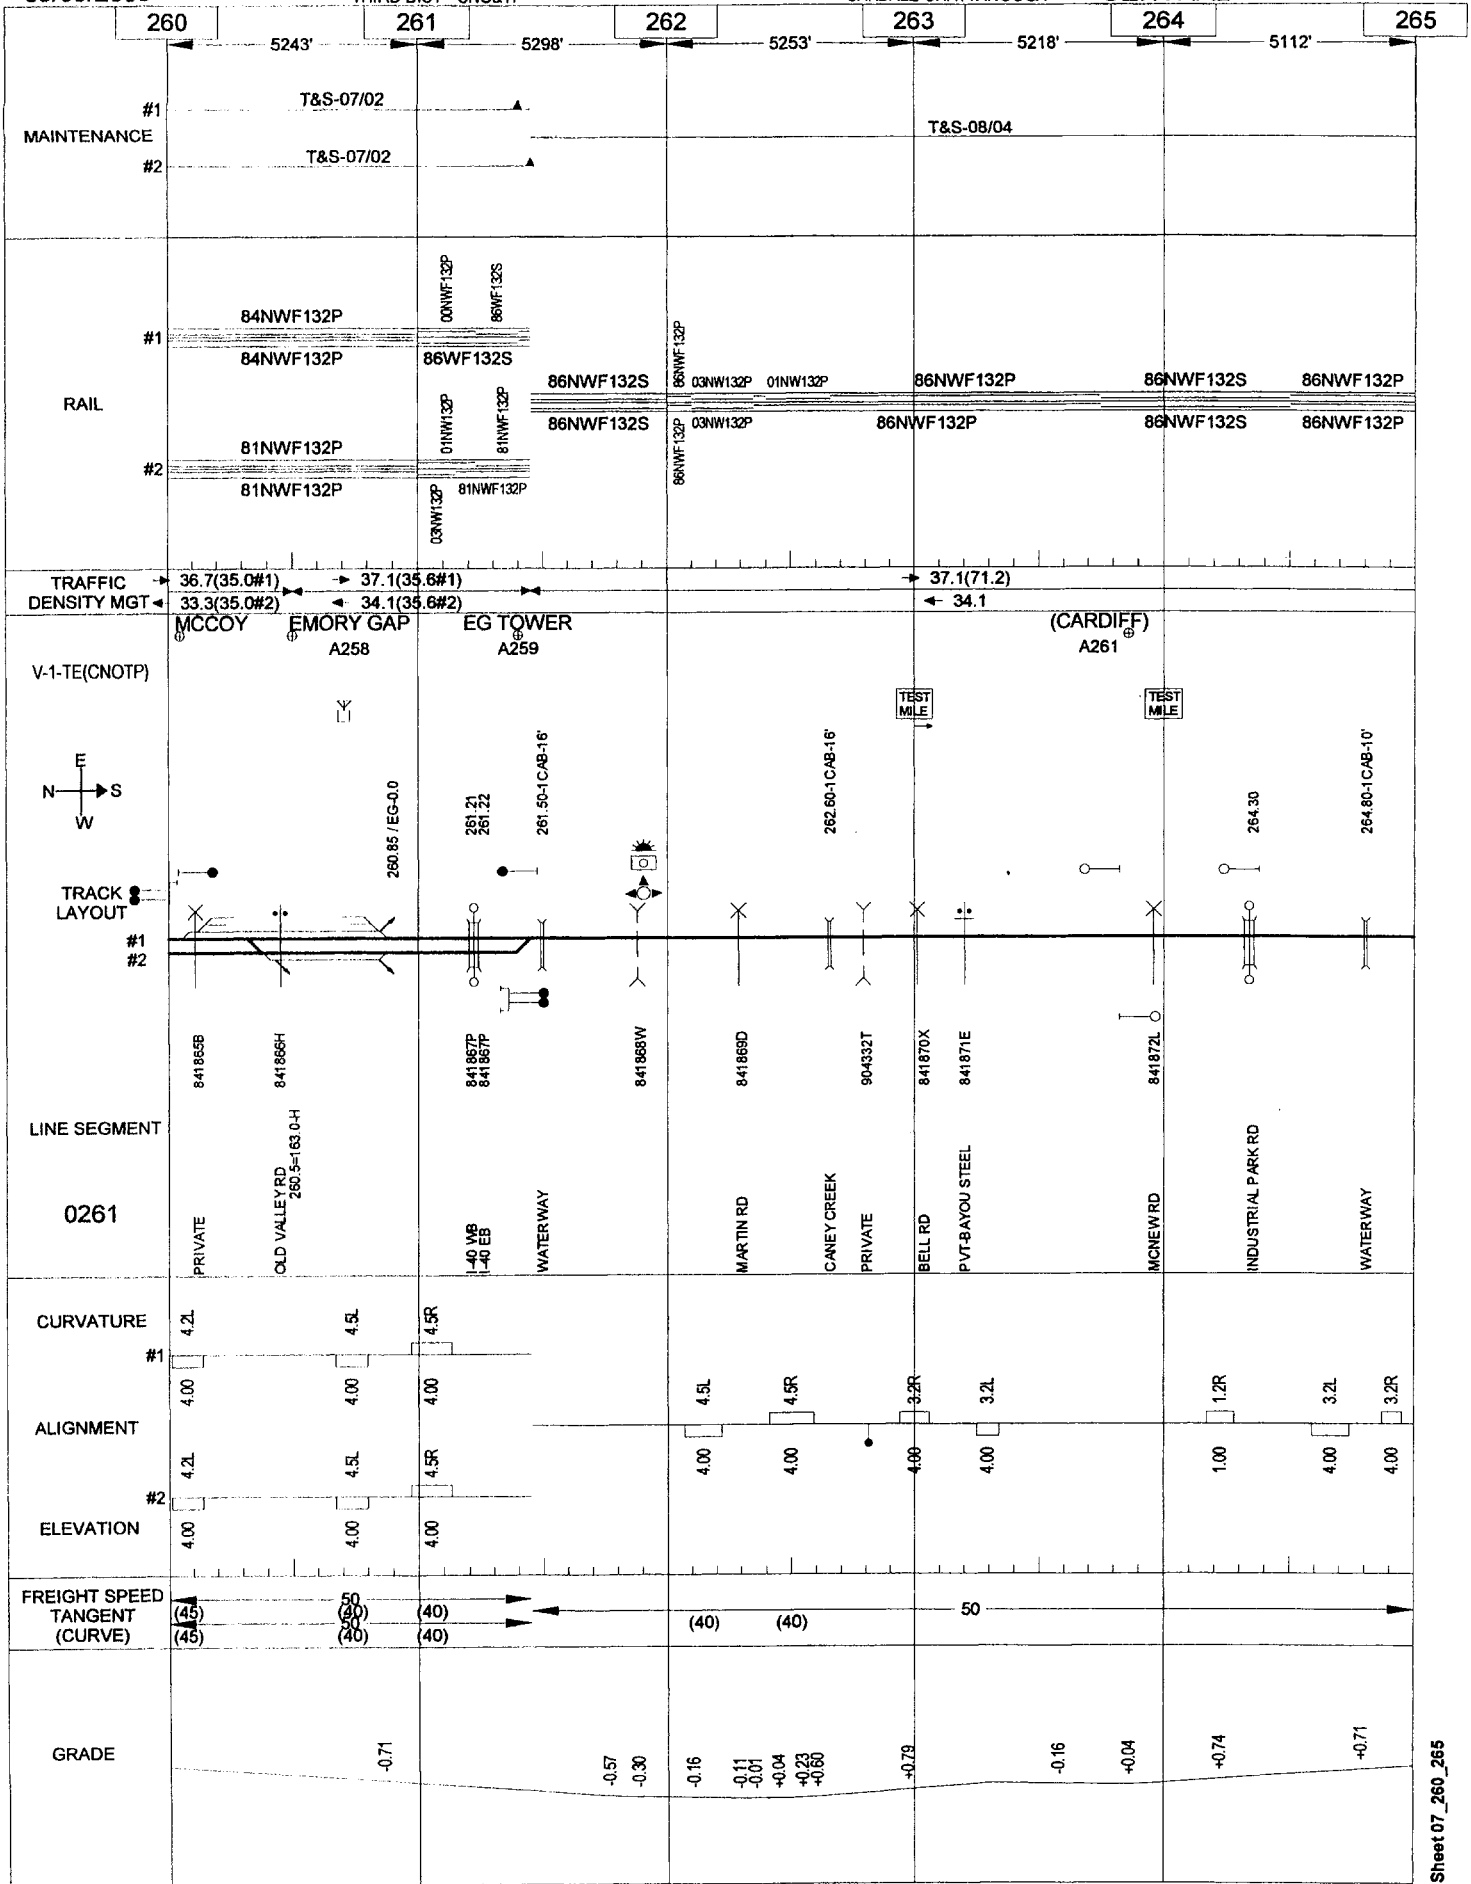 260 261 262 263 264 265
5243' 5298' 5253' 5218' 5112'
MAINTENANCE
#1 T&S-07/02
T&S-08/04
#2 T&S-07/02
RAIL
#1
84NWF132P
84NWF132P
00NWF132P
86WF132S
86WF132S
#2
81NWF132P
81NWF132P
01NW132P
81NWF132P
03NW132P
81NWF132P
86NWF132S
86NWF132S
86NWF132P
86NWF132P
03NW132P
03NW132P
01NW132P
86NWF132P
86NWF132P
86NWF132S
86NWF132S
86NWF132P
86NWF132P
TRAFFIC DENSITY MGT
36.7(35.0#1) 37.1(35.6#1) 37.1(71.2)
33.3(35.0#2) 34.1(35.6#2) 34.1
MCCOY EMORY GAP EG TOWER (CARDIFF)
A258 A259 A261
V-1-TE(CNOTP)
TEST MILE
TEST MILE
E
N S
W
260.85 / EG-0.0
261.21
261.22
261.50-1 CAB-16'
262.60-1 CAB-16'
264.30
264.80-1 CAB-10'
TRACK LAYOUT
#1
#2
841865B
841866H
841867P
841867P
841868W
841869D
904332T
841870X
841871E
841872L
LINE SEGMENT
0261
PRIVATE
OLD VALLEY RD
260.5=163.0-H
I-40 WB
I-40 EB
WATERWAY
MARTIN RD
CANEY CREEK
PRIVATE
BELL RD
PVT-BAYOU STEEL
MCNEW RD
INDUSTRIAL PARK RD
WATERWAY
CURVATURE
#1
4.2L 4.5L 4.5R
4.00 4.00 4.00
ALIGNMENT
4.5L 4.5R 3.2R 3.2L 1.2R 3.2L 3.2R
4.00 4.00 4.00 4.00 1.00 4.00 4.00
#2
4.2L 4.5L 4.5R
4.00 4.00 4.00
ELEVATION
FREIGHT SPEED
TANGENT
(CURVE)
50
(45) (40) (40)
50
(45) (40) (40)
(40) (40) 50
GRADE
-0.71 -0.57 -0.30 -0.16 -0.11 -0.01 +0.04 +0.23 +0.60 +0.79 -0.16 +0.04 +0.74 +0.71
Sheet 07_260_265